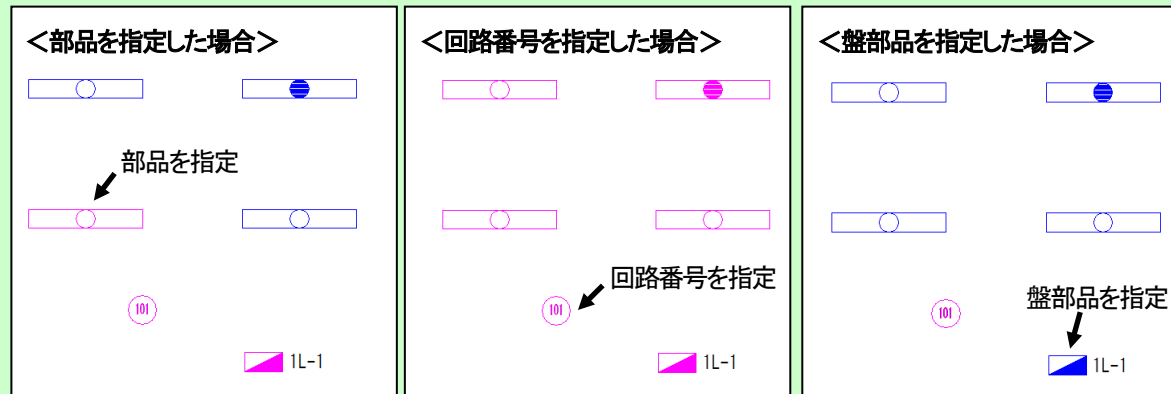 ＜部品を指定した場合＞
部品を指定
101
1L-1
＜回路番号を指定した場合＞
回路番号を指定
101
1L-1
＜盤部品を指定した場合＞
101
盤部品を指定
1L-1